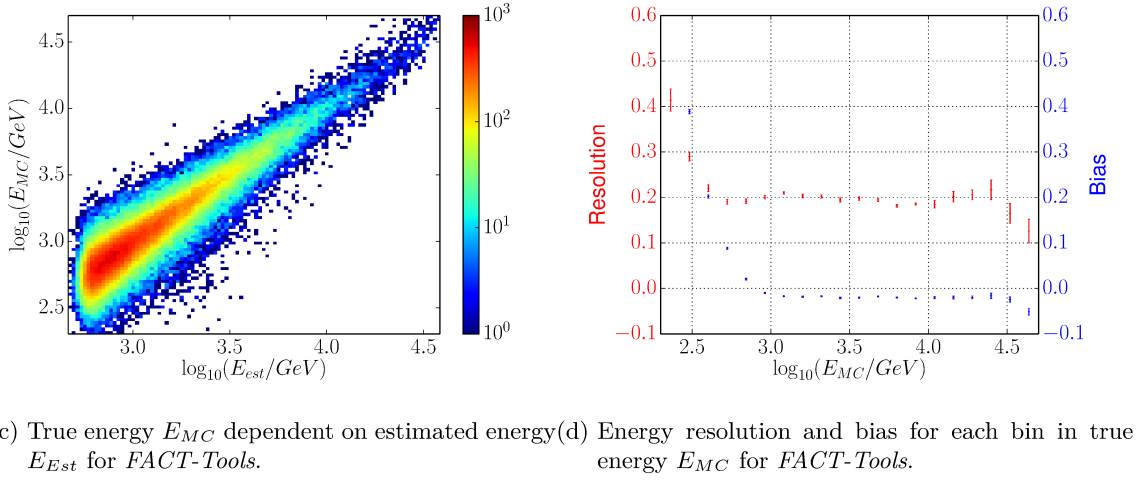 4.5
4.0
3.5
3.0
2.5
log10(EMC/GeV)
3.0 3.5 4.0 4.5
log10(Eest/GeV)
10^3
10^2
10^1
10^0
0.6
0.5
0.4
0.3
0.2
0.1
0.0
−0.1
Resolution
2.5 3.0 3.5 4.0 4.5
log10(EMC/GeV)
0.6
0.5
0.4
0.3
0.2
0.1
0.0
−0.1
Bias
c) True energy EMC dependent on estimated energy
EEst for FACT-Tools.
(d) Energy resolution and bias for each bin in true
energy EMC for FACT-Tools.